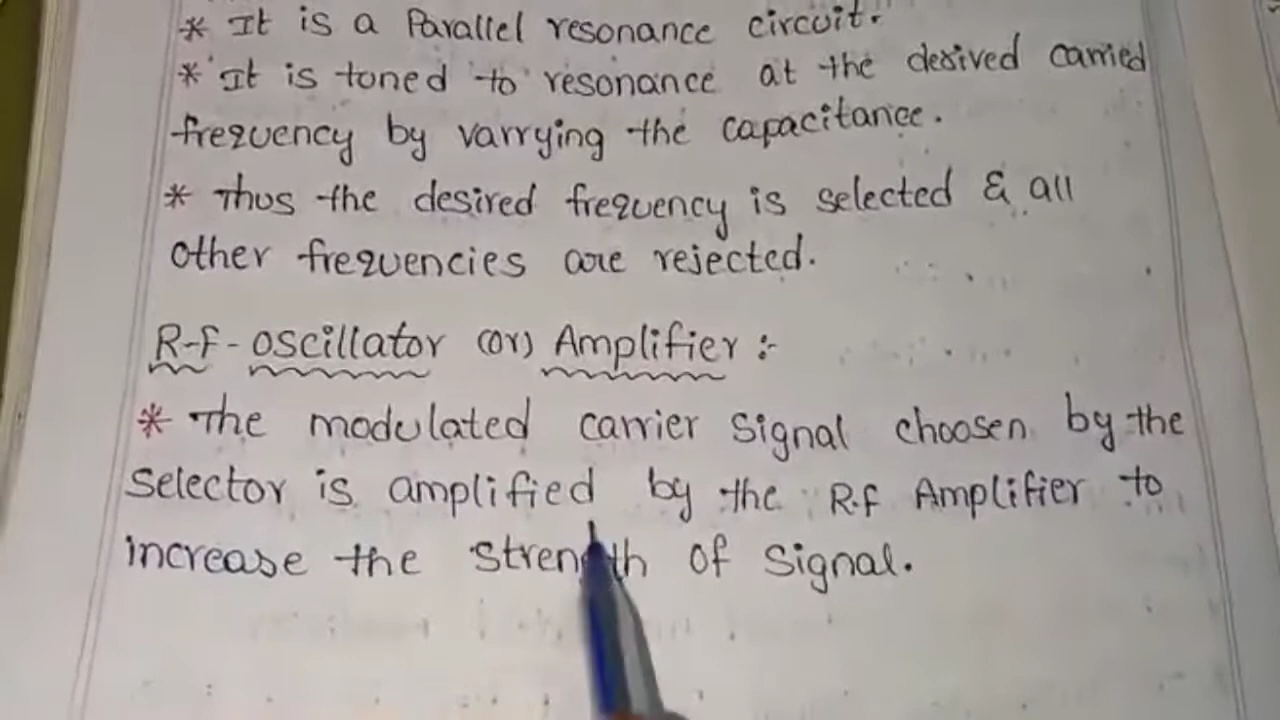 * It is a Parallel resonance circuit.
* It is toned to resonance at the desired carried
frequency by varrying the capacitance.
* Thus the desired frequency is selected & all
other frequencies are rejected.
R-F-oscillator (or) Amplifier :-
* The modulated carrier signal choosen by the
selector is amplified by the R.f Amplifier to
increase the strength of signal.